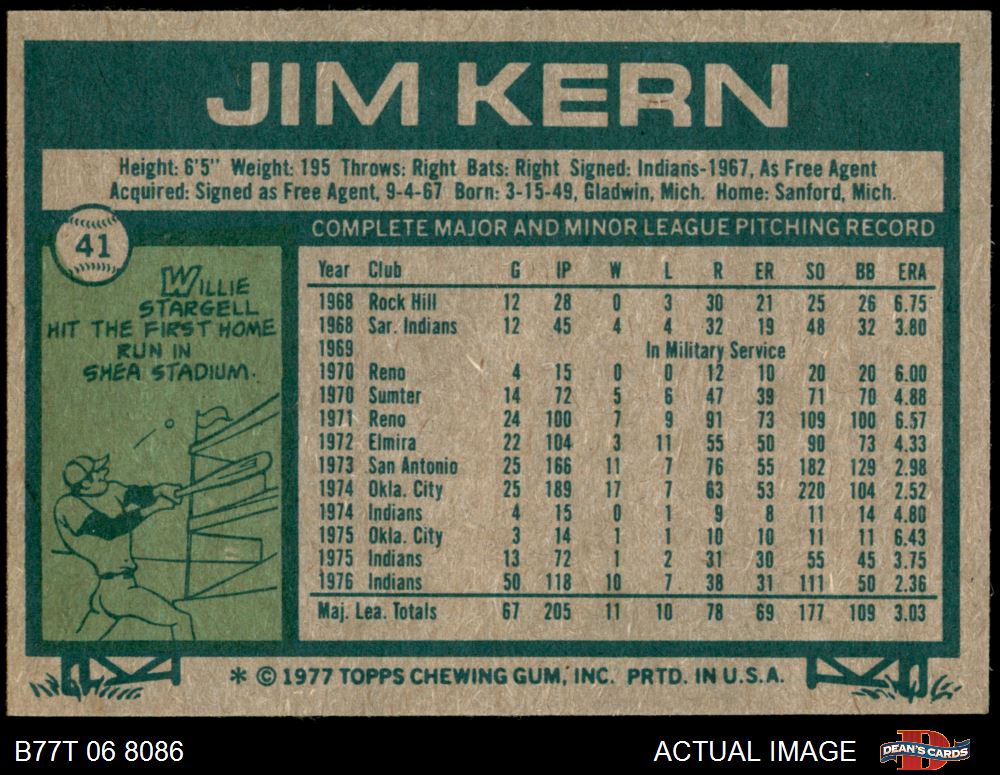 JIM KERN
Height: 6'5" Weight: 195 Throws: Right Bats: Right Signed: Indians-1967, As Free Agent
Acquired: Signed as Free Agent, 9-4-67 Born: 3-15-49, Gladwin, Mich. Home: Sanford, Mich.
41
WILLIE
STARGELL
HIT THE FIRST HOME
RUN IN
SHEA STADIUM.
COMPLETE MAJOR AND MINOR LEAGUE PITCHING RECORD
Year Club G IP W L R ER SO BB ERA
1968 Rock Hill 12 28 0 3 30 21 25 26 6.75
1968 Sar. Indians 12 45 4 4 32 19 48 32 3.80
1969 In Military Service
1970 Reno 4 15 0 0 12 10 20 20 6.00
1970 Sumter 14 72 5 6 47 39 71 70 4.88
1971 Reno 24 100 7 9 91 73 109 100 6.57
1972 Elmira 22 104 3 11 55 50 90 73 4.33
1973 San Antonio 25 166 11 7 76 55 182 129 2.98
1974 Okla. City 25 189 17 7 63 53 220 104 2.52
1974 Indians 4 15 0 1 9 8 11 14 4.80
1975 Okla. City 3 14 1 1 10 10 11 11 6.43
1975 Indians 13 72 1 2 31 30 55 45 3.75
1976 Indians 50 118 10 7 38 31 111 50 2.36
Maj. Lea. Totals 67 205 11 10 78 69 177 109 3.03
* © 1977 TOPPS CHEWING GUM, INC. PRTD. IN U.S.A.
B77T 06 8086
ACTUAL IMAGE
D
DEAN'S CARDS